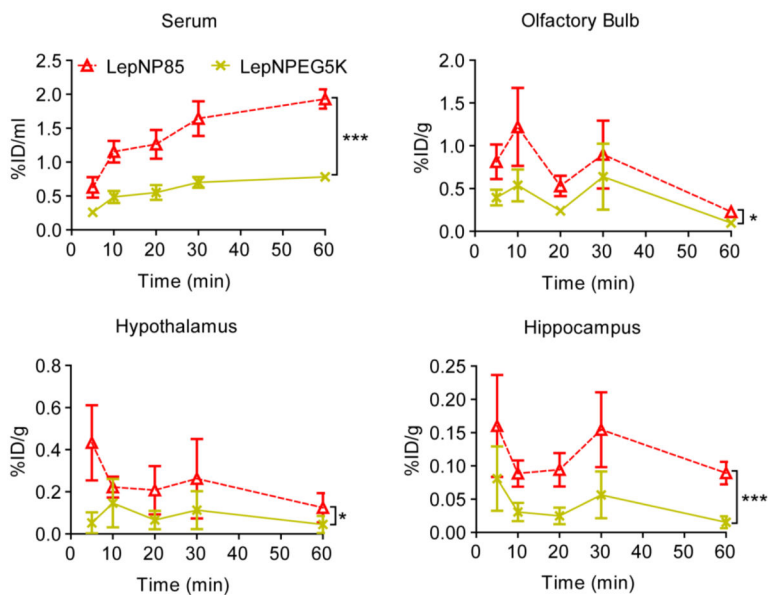 Serum
2.5
2.0
1.5
1.0
0.5
0.0
%ID/ml
LepNP85
LepNPEG5K
***
0 10 20 30 40 50 60
Time (min)
Olfactory Bulb
2.0
1.5
1.0
0.5
0.0
%ID/g
*
0 10 20 30 40 50 60
Time (min)
Hypothalamus
0.8
0.6
0.4
0.2
0.0
%ID/g
*
0 10 20 30 40 50 60
Time (min)
Hippocampus
0.25
0.20
0.15
0.10
0.05
0.00
%ID/g
***
0 10 20 30 40 50 60
Time (min)